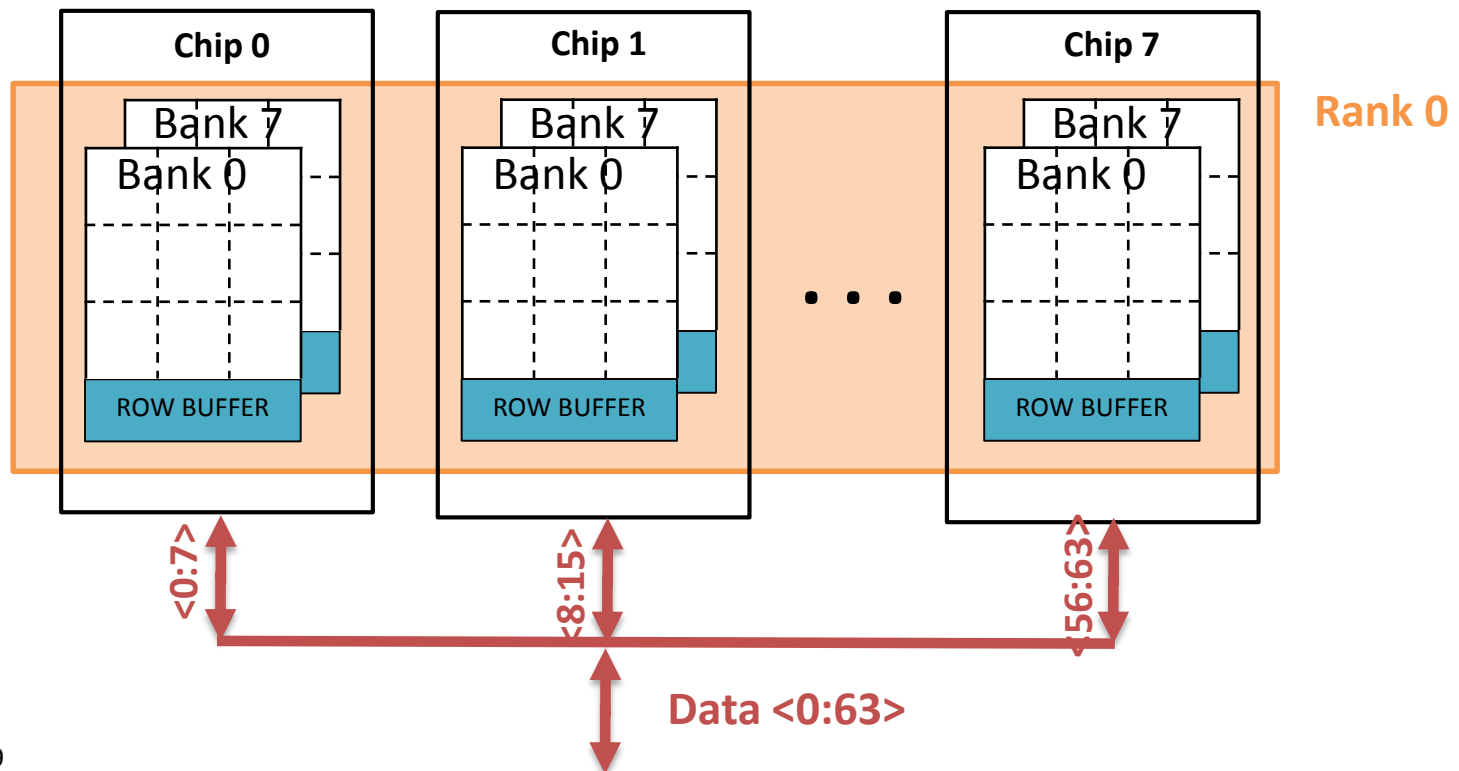 Chip 0
Chip 1
Chip 7
Rank 0
Bank 7
Bank 7
Bank 7
Bank 0
Bank 0
Bank 0
. . .
ROW BUFFER
ROW BUFFER
ROW BUFFER
<0:7>
<8:15>
<56:63>
Data <0:63>
9